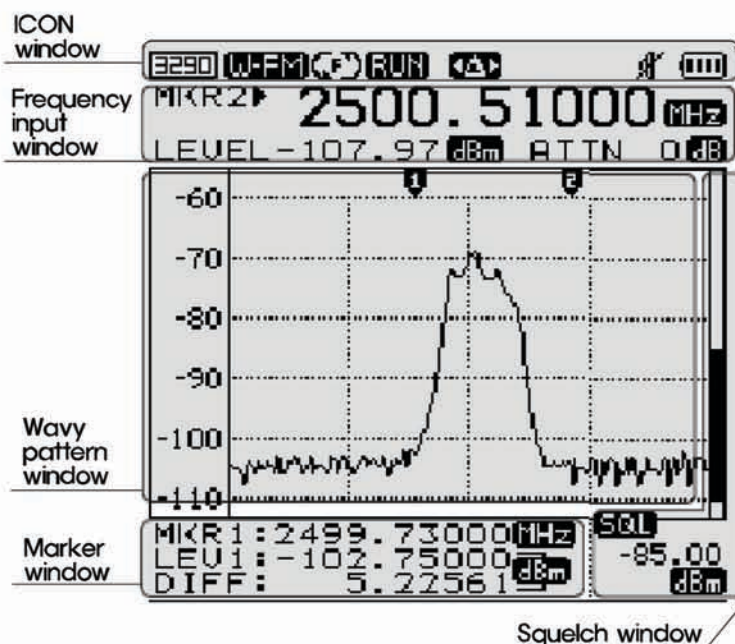 ICON
window
3290 W-FM (F) RUN
Frequency
input
window
MKR2 2500.51000 MHz
LEVEL-107.97 dBm ATTN 0 dB
1 2
-60
-70
-80
-90
-100
-110
Wavy
pattern
window
Marker
window
MKR1:2499.73000 MHz
LEV1:-102.75000 dBm
DIFF: 5.22561
SQL
-85.00
dBm
Squelch window